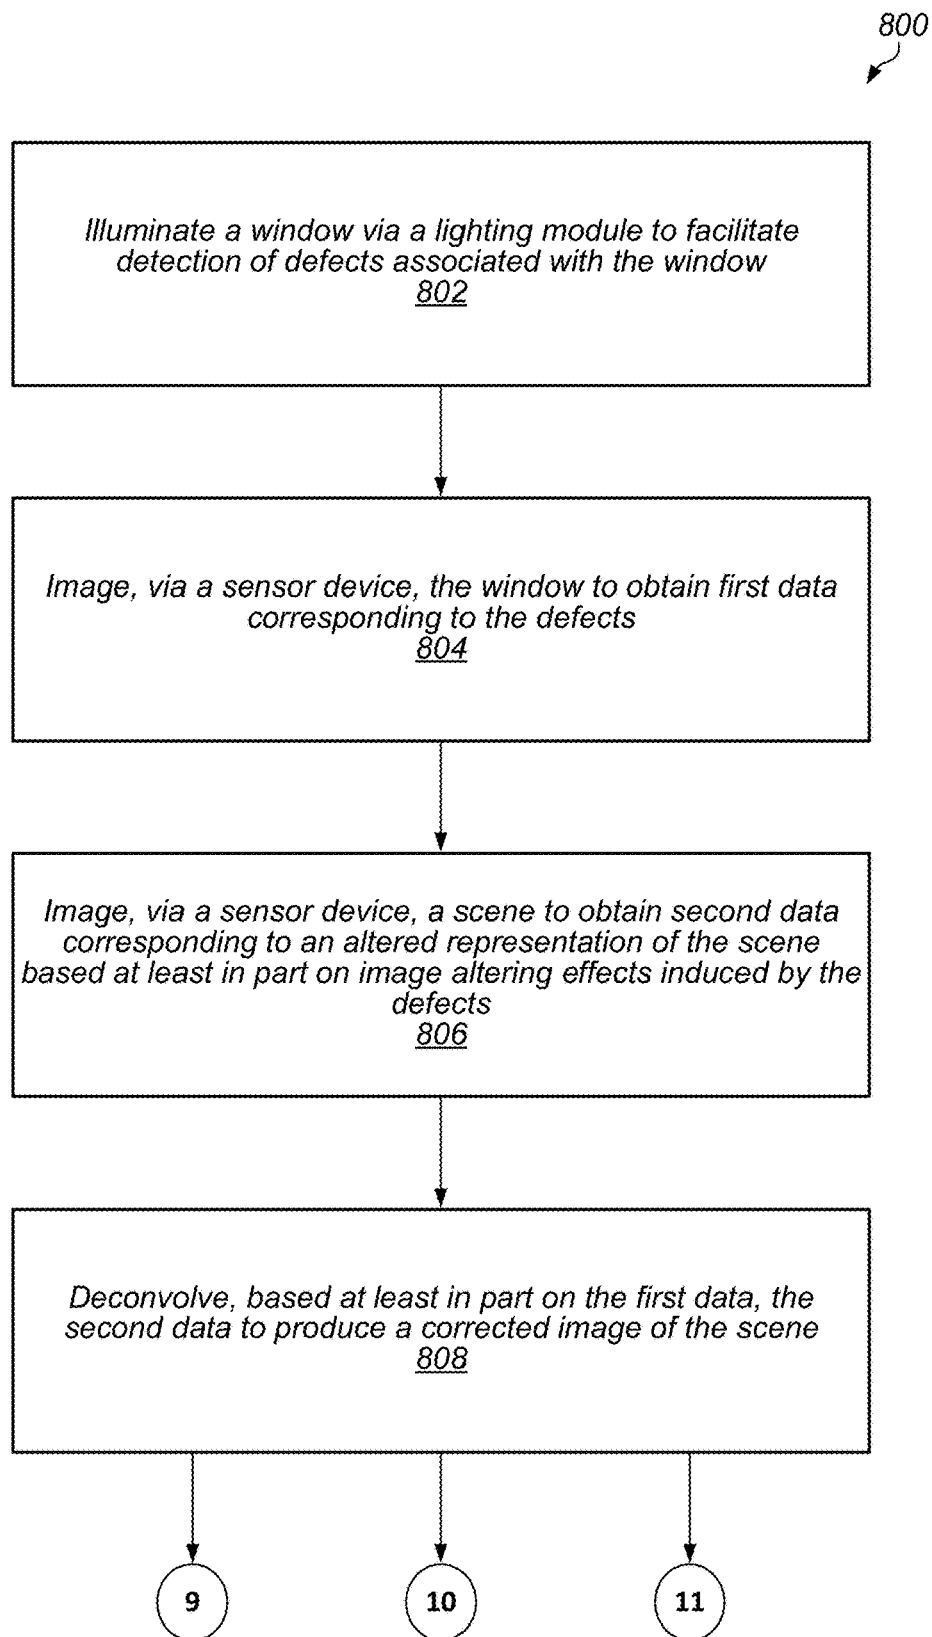 800
Illuminate a window via a lighting module to facilitate
detection of defects associated with the window
802
Image, via a sensor device, the window to obtain first data
corresponding to the defects
804
Image, via a sensor device, a scene to obtain second data
corresponding to an altered representation of the scene
based at least in part on image altering effects induced by the
defects
806
Deconvolve, based at least in part on the first data, the
second data to produce a corrected image of the scene
808
9 10 11